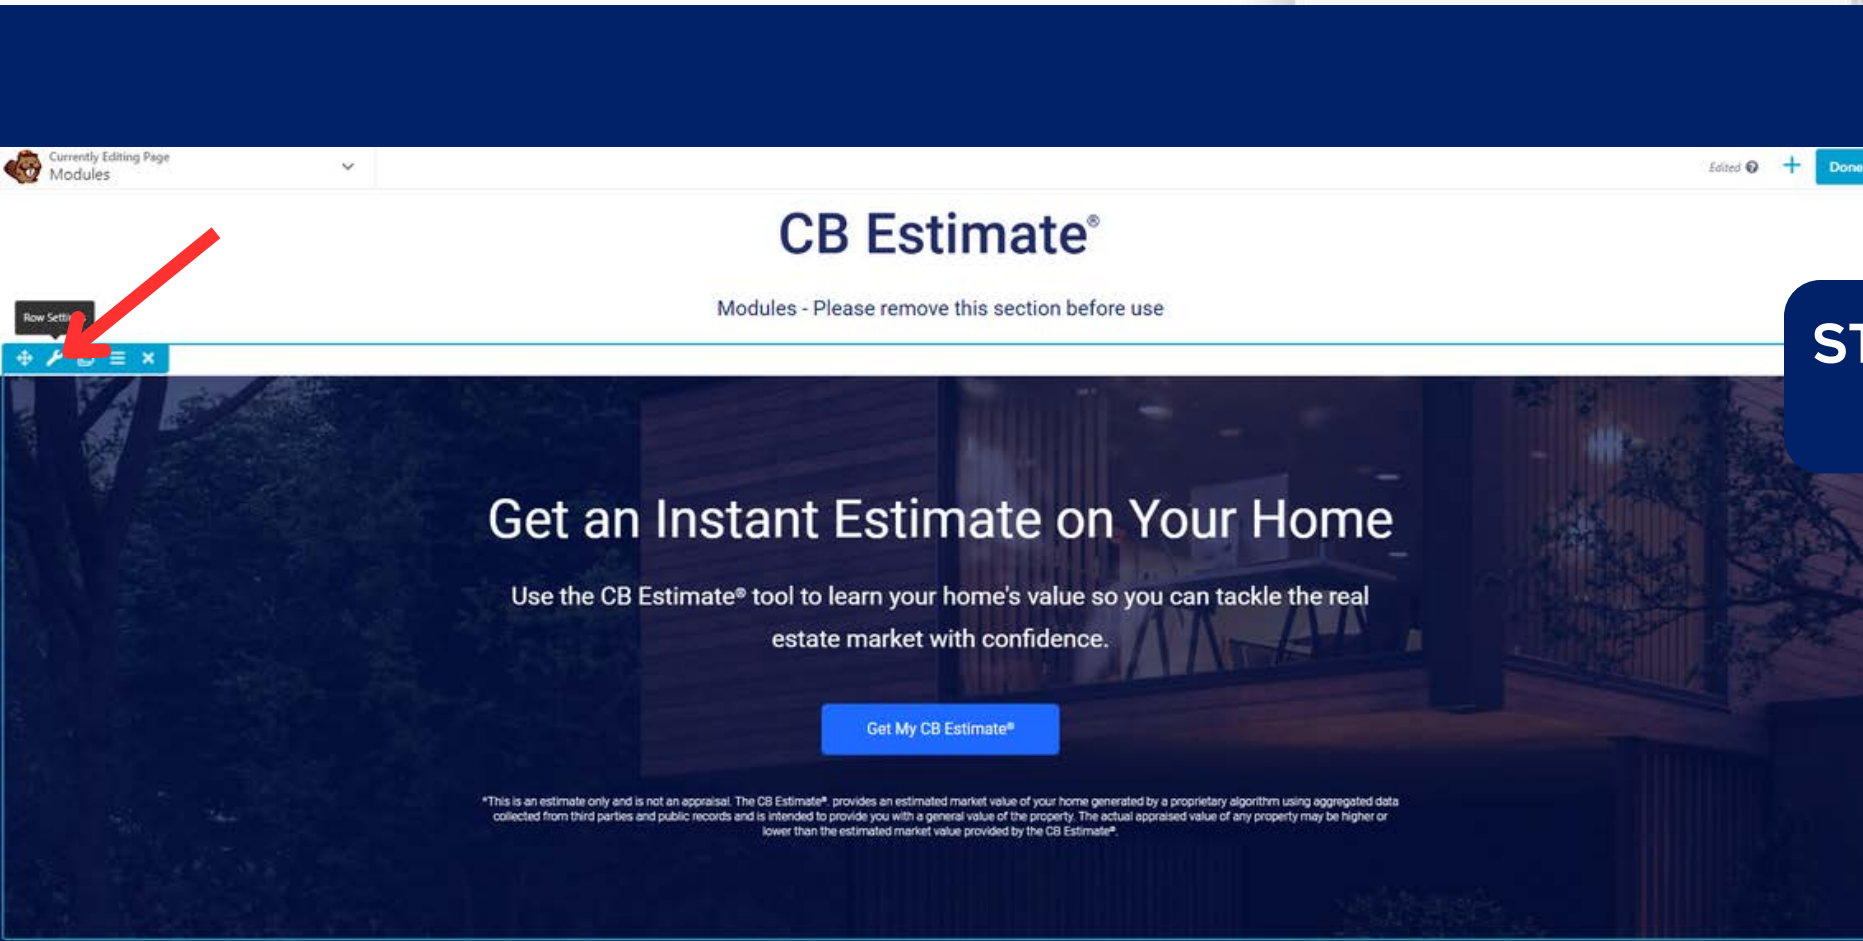 Currently Editing Page
Modules
Edited
Done
CB Estimate®
Modules - Please remove this section before use
Row
ST
Get an Instant Estimate on Your Home
Use the CB Estimate® tool to learn your home's value so you can tackle the real
estate market with confidence.
Get My CB Estimate®
*This is an estimate only and is not an appraisal. The CB Estimate®. provides an estimated market value of your home generated by a proprietary algorithm using aggregated data
collected from third parties and public records and is intended to provide you with a general value of the property. The actual appraised value of any property may be higher or
lower than the estimated market value provided by the CB Estimate®.